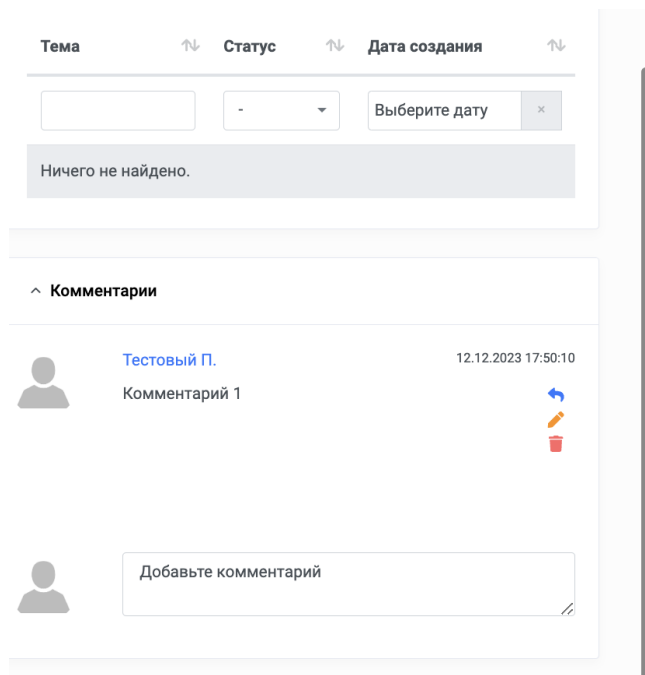 Тема Статус Дата создания
- Выберите дату ×
Ничего не найдено.
Комментарии
Тестовый П. 12.12.2023 17:50:10
Комментарий 1
Добавьте комментарий